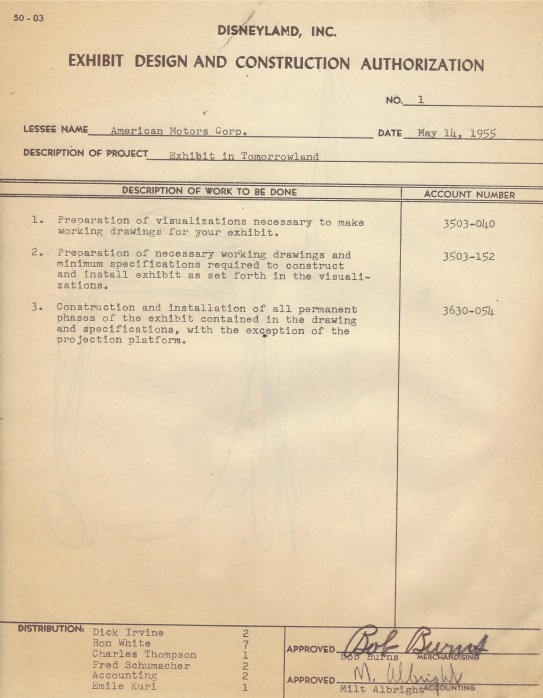 50 - 03
DISNEYLAND, INC.
EXHIBIT DESIGN AND CONSTRUCTION AUTHORIZATION
NO. 1
LESSEE NAME American Motors Corp. DATE May 14, 1955
DESCRIPTION OF PROJECT Exhibit in Tomorrowland
DESCRIPTION OF WORK TO BE DONE ACCOUNT NUMBER
1. Preparation of visualizations necessary to make 3503-040
working drawings for your exhibit.
2. Preparation of necessary working drawings and 3503-152
minimum specifications required to construct
and install exhibit as set forth in the visuali-
zations.
3. Construction and installation of all permanent 3630-054
phases of the exhibit contained in the drawing
and specifications, with the exception of the
projection platform.
DISTRIBUTION: Dick Irvine 2
Ron White 7
Charles Thompson 1
Fred Schumacher 2
Accounting 2
Emile Kuri 1
APPROVED Bob Burns
Bob Burns MERCHANDISING
APPROVED M. Albright
Milt Albright ACCOUNTING